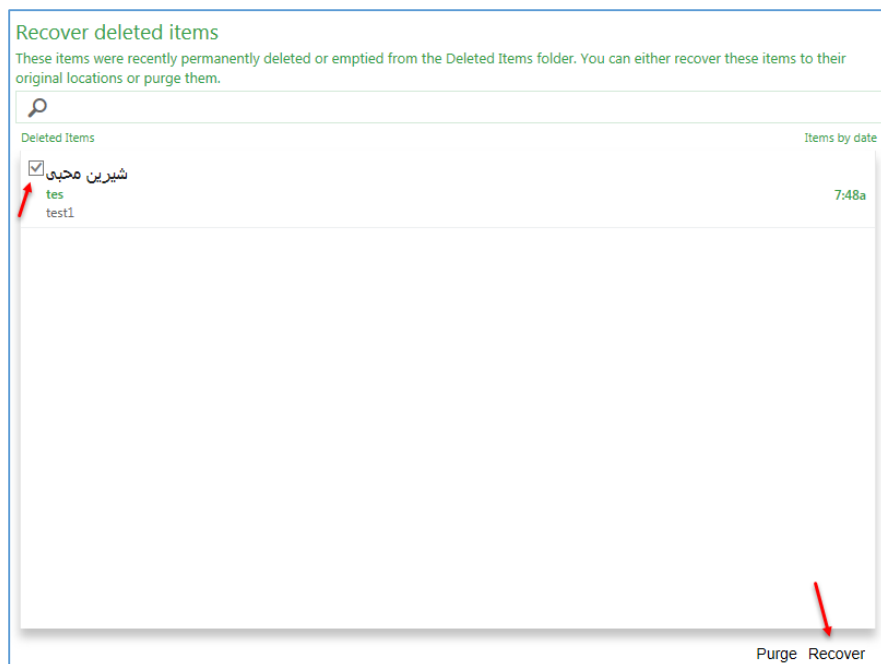 Recover deleted items
These items were recently permanently deleted or emptied from the Deleted Items folder. You can either recover these items to their
original locations or purge them.
Deleted Items Items by date
شیرین محبی
tes 7:48a
test1
Purge Recover